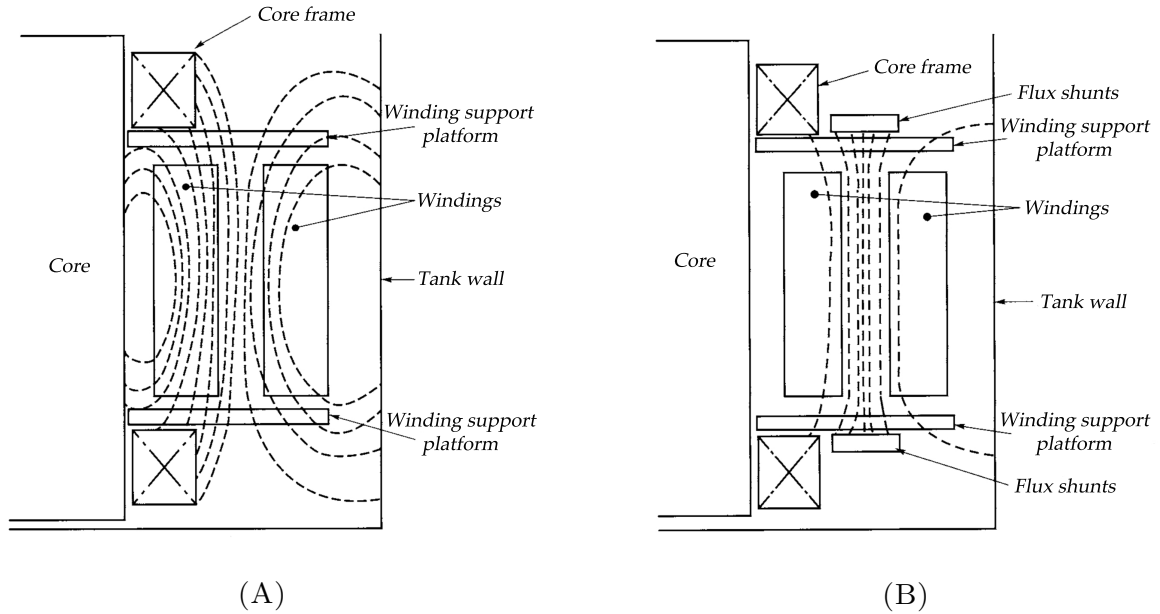 Core frame
Winding support
platform
Windings
Core
Tank wall
Winding support
platform
(A)
Core frame
Flux shunts
Winding support
platform
Windings
Core
Tank wall
Winding support
platform
Flux shunts
(B)